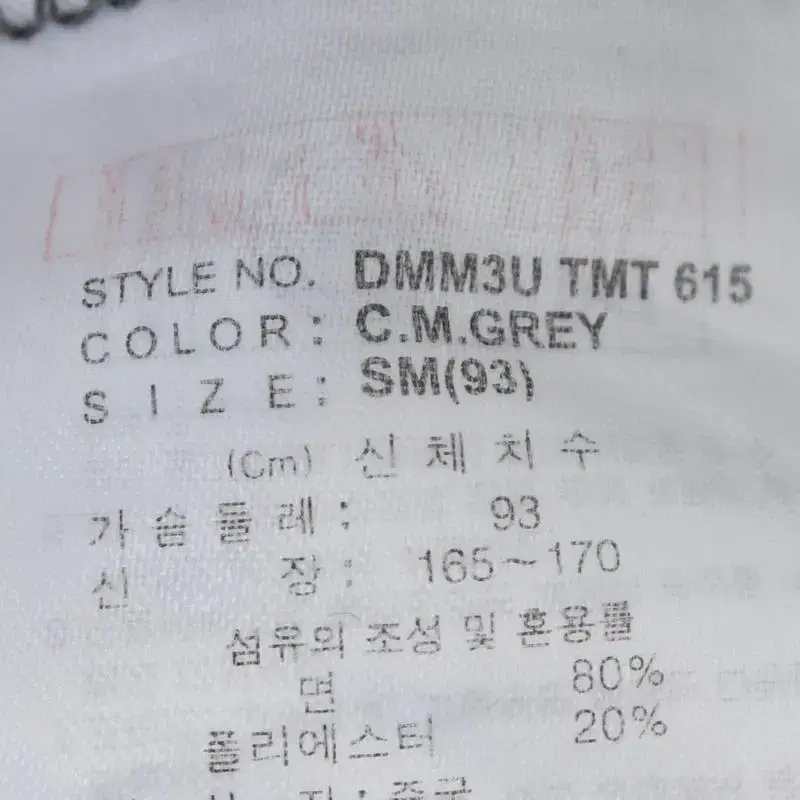 STYLE NO. DMM3U TMT 615
COLOR: C.M.GREY
SIZE: SM(93)
(Cm) 신체치수
가슴둘레: 93
신장: 165~170
섬유의 조성 및 혼용률
면 80%
폴리에스터 20%